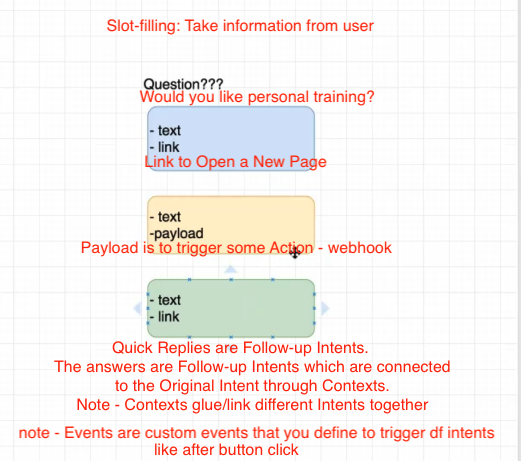 Slot-filling: Take information from user
Question???
Would you like personal training?
- text
- link
Link to Open a New Page
- text
-payload
Payload is to trigger some Action - webhook
- text
- link
Quick Replies are Follow-up Intents.
The answers are Follow-up Intents which are connected
to the Original Intent through Contexts.
Note - Contexts glue/link different Intents together
note - Events are custom events that you define to trigger df intents
like after button click